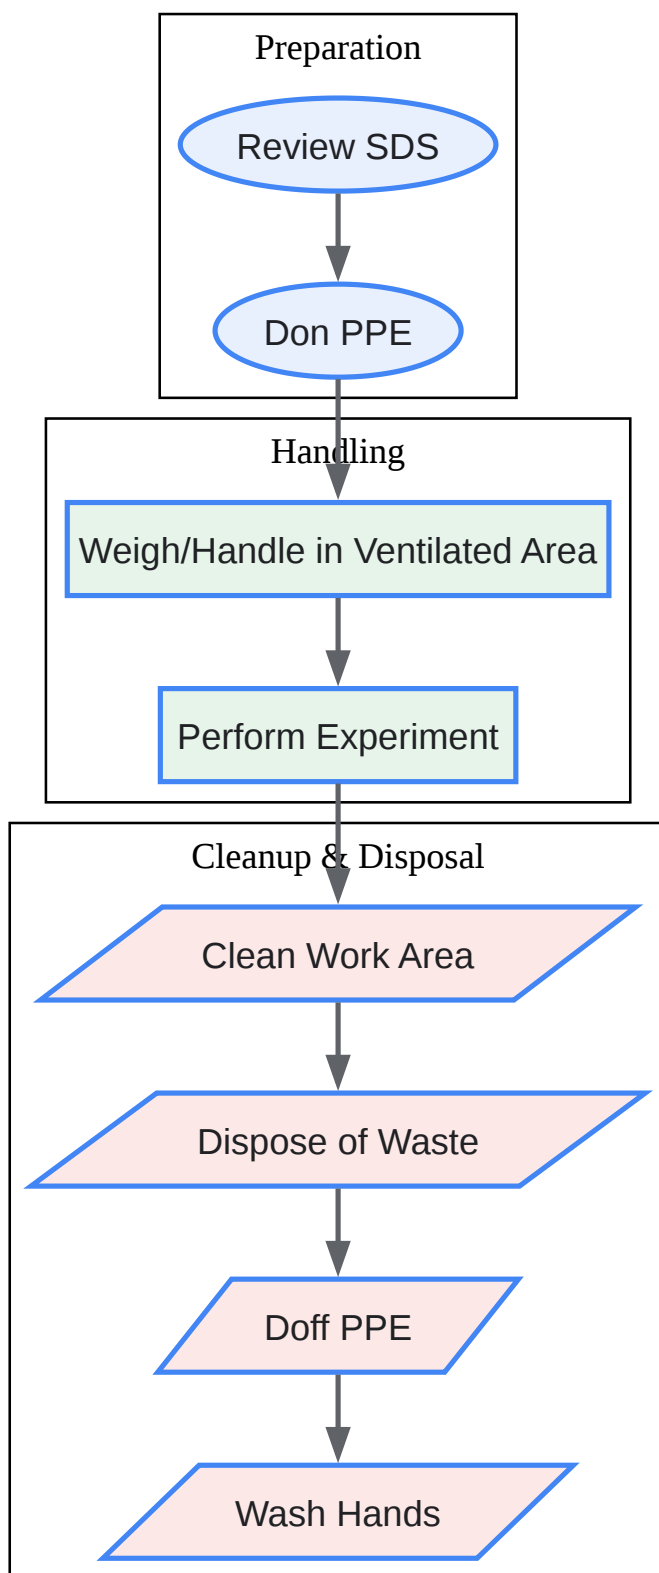 Preparation
Review SDS
Don PPE
Handling
Weigh/Handle in Ventilated Area
Perform Experiment
Cleanup & Disposal
Clean Work Area
Dispose of Waste
Doff PPE
Wash Hands